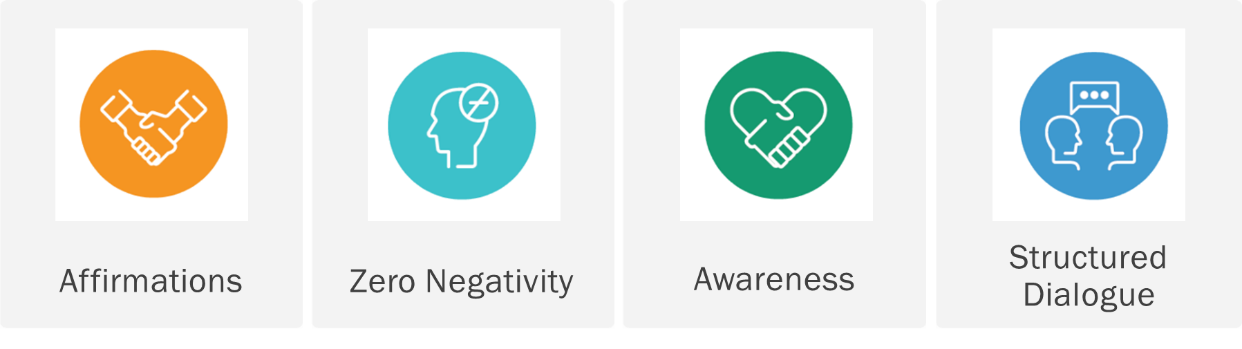 Affirmations
Zero Negativity
Awareness
Structured
Dialogue